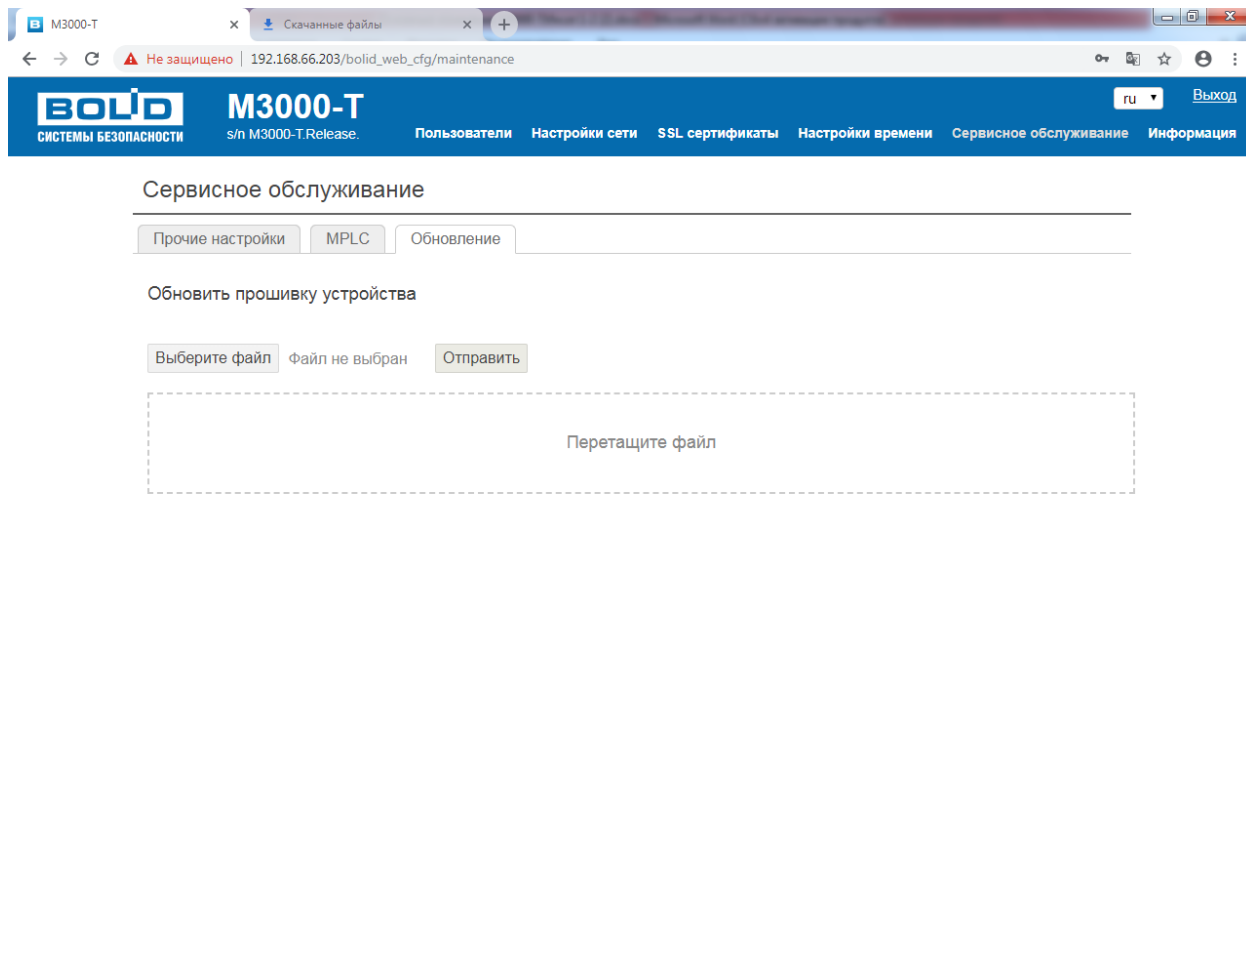 M3000-T
Скачанные файлы
Не защищено 192.168.66.203/bolid_web_cfg/maintenance
BOLID
СИСТЕМЫ БЕЗОПАСНОСТИ
M3000-T
s/n M3000-T.Release.
ru
Выход
Пользователи Настройки сети SSL сертификаты Настройки времени Сервисное обслуживание Информация
Сервисное обслуживание
Прочие настройки MPLC Обновление
Обновить прошивку устройства
Выберите файл Файл не выбран Отправить
Перетащите файл